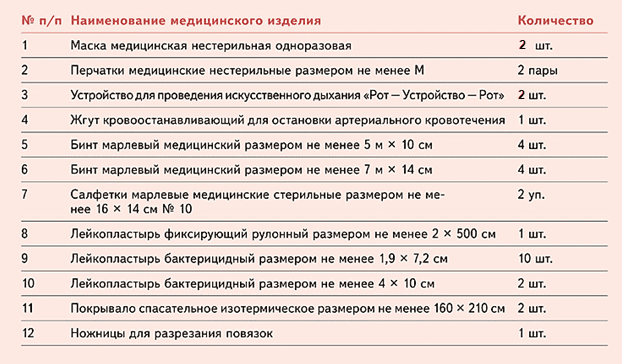 № п/п Наименование медицинского изделия Количество
1 Маска медицинская нестерильная одноразовая 2 шт.
2 Перчатки медицинские нестерильные размером не менее M 2 пары
3 Устройство для проведения искусственного дыхания «Рот — Устройство — Рот» 2 шт.
4 Жгут кровоостанавливающий для остановки артериального кровотечения 1 шт.
5 Бинт марлевый медицинский размером не менее 5 м × 10 см 4 шт.
6 Бинт марлевый медицинский размером не менее 7 м × 14 см 4 шт.
7 Салфетки марлевые медицинские стерильные размером не ме- 2 уп.
нее 16 × 14 см № 10
8 Лейкопластырь фиксирующий рулонный размером не менее 2 × 500 см 1 шт.
9 Лейкопластырь бактерицидный размером не менее 1,9 × 7,2 см 10 шт.
10 Лейкопластырь бактерицидный размером не менее 4 × 10 см 2 шт.
11 Покрывало спасательное изотермическое размером не менее 160 × 210 см 2 шт.
12 Ножницы для разрезания повязок 1 шт.